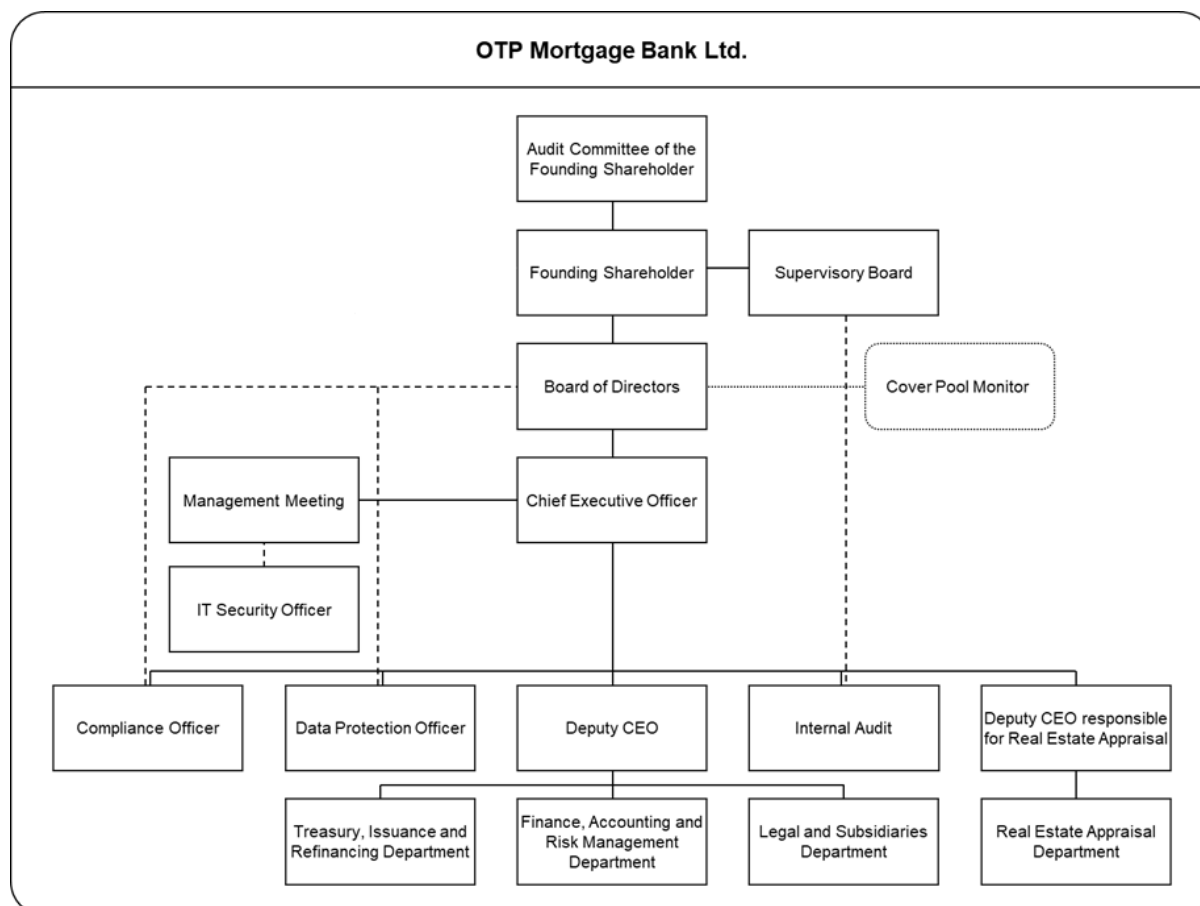 OTP Mortgage Bank Ltd.
Audit Committee of the
Founding Shareholder
Founding Shareholder
Supervisory Board
Board of Directors
Cover Pool Monitor
Management Meeting
Chief Executive Officer
IT Security Officer
Compliance Officer
Data Protection Officer
Deputy CEO
Internal Audit
Deputy CEO responsible
for Real Estate Appraisal
Treasury, Issuance and
Refinancing Department
Finance, Accounting and
Risk Management
Department
Legal and Subsidiaries
Department
Real Estate Appraisal
Department